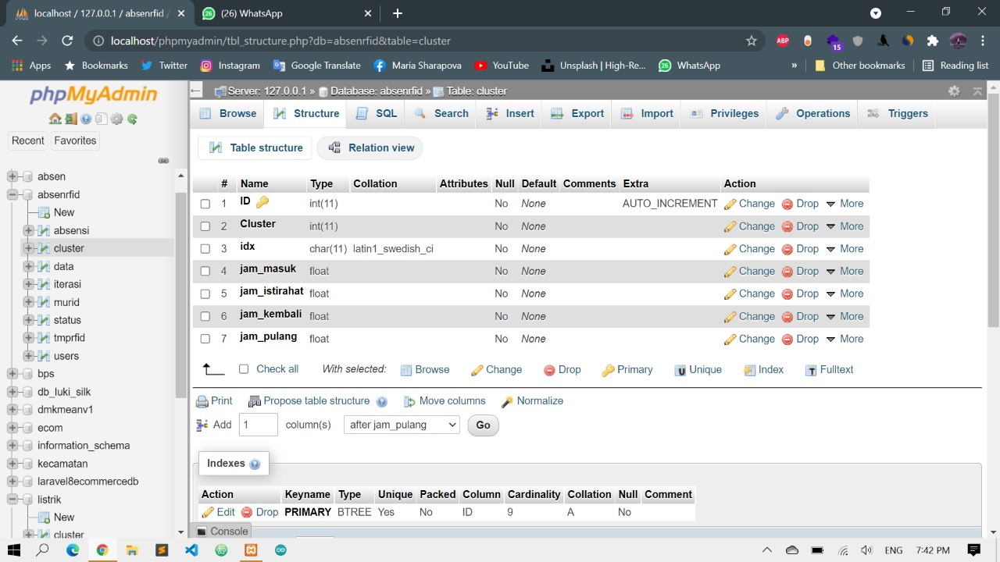 localhost / 127.0.0.1 / absenrfid /
(26) WhatsApp
localhost/phpmyadmin/tbl_structure.php?db=absenrfid&table=cluster
ABP
15
Apps Bookmarks Twitter Instagram Google Translate Maria Sharapova YouTube Unsplash | High-Re... WhatsApp » Other bookmarks Reading list
phpMyAdmin
Recent Favorites
absen
absenrfid
New
absensi
cluster
data
iterasi
murid
status
tmprfid
users
bps
db_luki_silk
dmkmeanv1
ecom
information_schema
kecamatan
laravel8ecommercedb
listrik
New
cluster
Server: 127.0.0.1 » Database: absenrfid » Table: cluster
Browse Structure SQL Search Insert Export Import Privileges Operations Triggers
Table structure Relation view
# Name Type Collation Attributes Null Default Comments Extra Action
1 ID int(11) No None AUTO_INCREMENT Change Drop More
2 Cluster int(11) No None Change Drop More
3 idx char(11) latin1_swedish_ci No None Change Drop More
4 jam_masuk float No None Change Drop More
5 jam_istirahat float No None Change Drop More
6 jam_kembali float No None Change Drop More
7 jam_pulang float No None Change Drop More
Check all With selected: Browse Change Drop Primary Unique Index Fulltext
Print Propose table structure Move columns Normalize
Add 1 column(s) after jam_pulang Go
Indexes
Action Keyname Type Unique Packed Column Cardinality Collation Null Comment
Edit Drop PRIMARY BTREE Yes No ID 9 A No
Console
ENG 7:42 PM